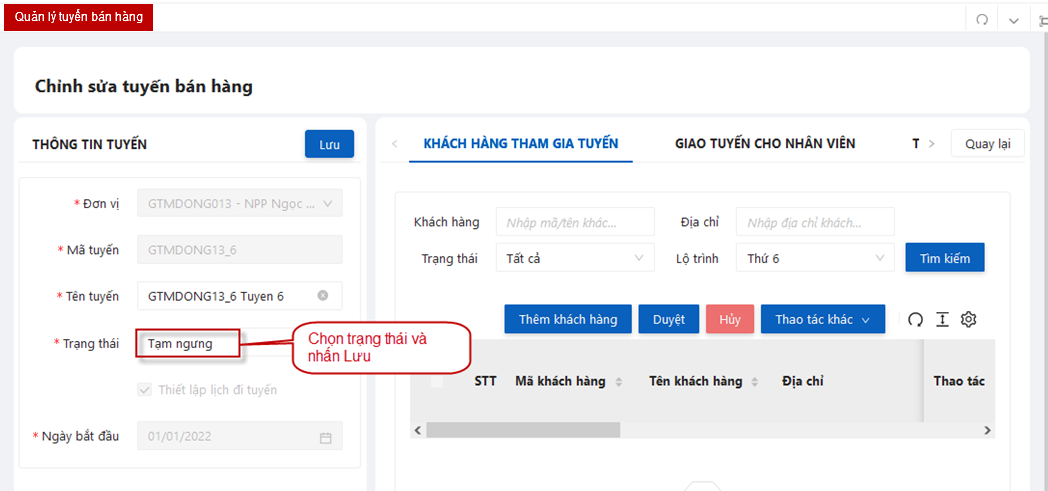 Quản lý tuyến bán hàng
Chỉnh sửa tuyến bán hàng
THÔNG TIN TUYẾN
Lưu
* Đơn vị
GTMDONG013 - NPP Ngọc ...
* Mã tuyến
GTMDONG13_6
* Tên tuyến
GTMDONG13_6 Tuyen 6
* Trạng thái
Tạm ngưng
Chọn trạng thái và
nhấn Lưu
Thiết lập lịch đi tuyến
* Ngày bắt đầu
01/01/2022
KHÁCH HÀNG THAM GIA TUYẾN
GIAO TUYẾN CHO NHÂN VIÊN
T
Quay lại
Khách hàng
Nhập mã/tên khác...
Địa chỉ
Nhập địa chỉ khách...
Trạng thái
Tất cả
Lộ trình
Thứ 6
Tìm kiếm
Thêm khách hàng
Duyệt
Hủy
Thao tác khác
STT
Mã khách hàng
Tên khách hàng
Địa chỉ
Thao tác